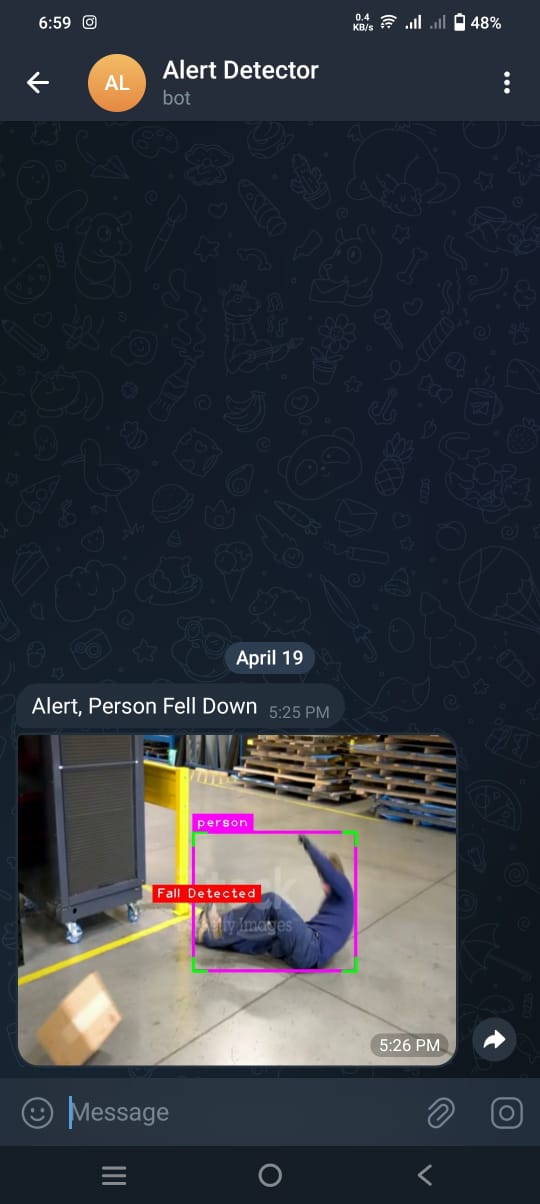 6:59
0.4
KB/s
48%
AL
Alert Detector
bot
April 19
Alert, Person Fell Down 5:25 PM
person
Fall Detected
Images
5:26 PM
Message